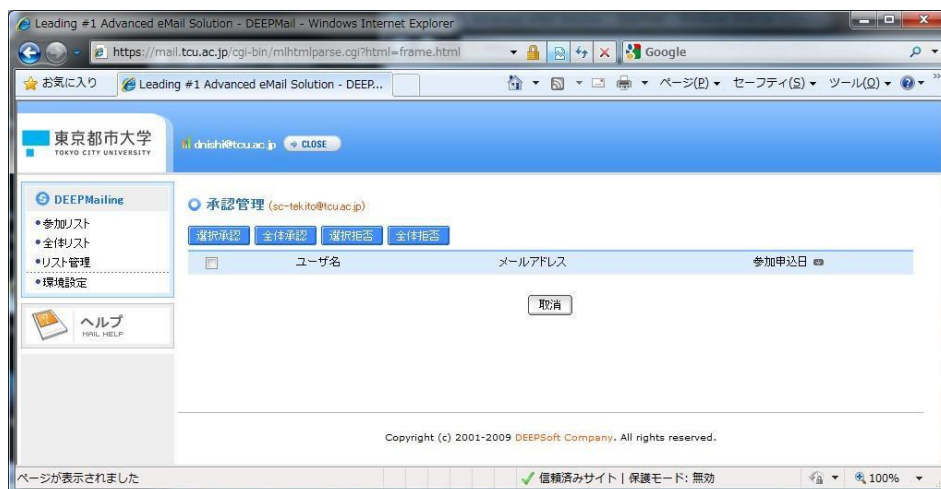 Leading #1 Advanced eMail Solution - DEEPMail - Windows Internet Explorer
https://mail.tcu.ac.jp/cgi-bin/mlhtmlparse.cgi?html=frame.html
Google
お気に入り
Leading #1 Advanced eMail Solution - DEEP...
ページ(P)
セーフティ(S)
ツール(O)
東京都市大学
TOKYO CITY UNIVERSITY
dnishi@tcu.ac.jp
CLOSE
DEEPMailing
参加リスト
全体リスト
リスト管理
環境設定
ヘルプ
MAIL HELP
承認管理 (sc-tekito@tcu.ac.jp)
選択承認 全体承認 選択拒否 全体拒否
ユーザ名 メールアドレス 参加申込日
取消
Copyright (c) 2001-2009 DEEPSoft Company. All rights reserved.
ページが表示されました
信頼済みサイト | 保護モード: 無効
100%